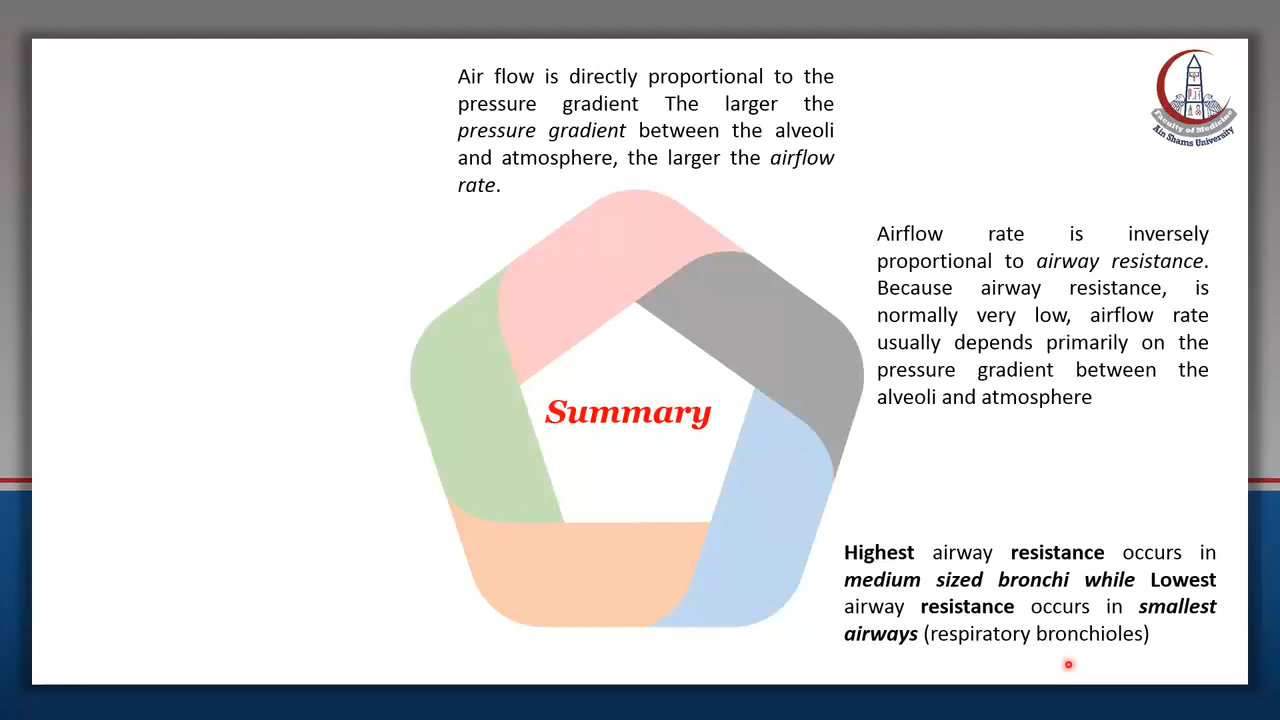 Air flow is directly proportional to the
pressure gradient The larger the
pressure gradient between the alveoli
and atmosphere, the larger the airflow
rate.
Faculty of Medicine
Ain Shams University
Airflow rate is inversely
proportional to airway resistance.
Because airway resistance, is
normally very low, airflow rate
usually depends primarily on the
pressure gradient between the
alveoli and atmosphere
Summary
Highest airway resistance occurs in
medium sized bronchi while Lowest
airway resistance occurs in smallest
airways (respiratory bronchioles)